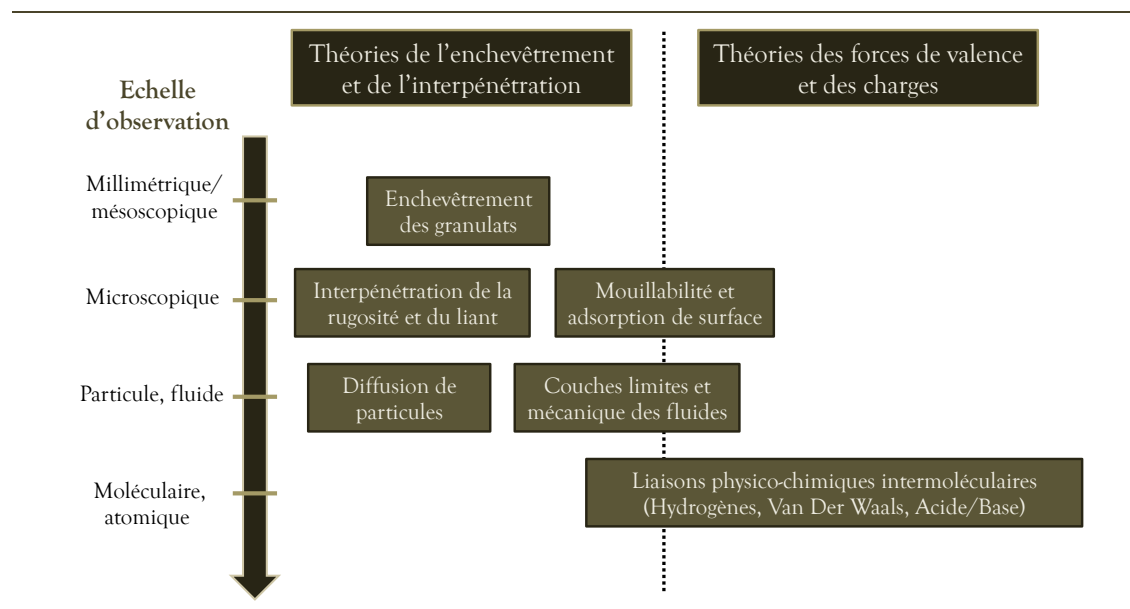 Théories de l'enchevêtrement
et de l'interpénétration
Théories des forces de valence
et des charges
Echelle
d'observation
Millimétrique/
mésoscopique
Enchevêtrement
des granulats
Microscopique
Interpénétration de la
rugosité et du liant
Mouillabilité et
adsorption de surface
Particule, fluide
Diffusion de
particules
Couches limites et
mécanique des fluides
Moléculaire,
atomique
Liaisons physico-chimiques intermoléculaires
(Hydrogènes, Van Der Waals, Acide/Base)